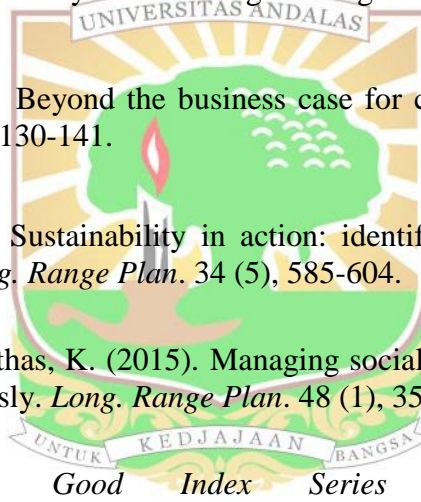 UNIVERSITAS ANDALAS
Beyond the business case for c
130-141.
Sustainability in action: identif
g. Range Plan. 34 (5), 585-604.
thas, K. (2015). Managing social
sly. Long. Range Plan. 48 (1), 35
UNTUK KEDJAJAAN BANGSA
Good Index Series